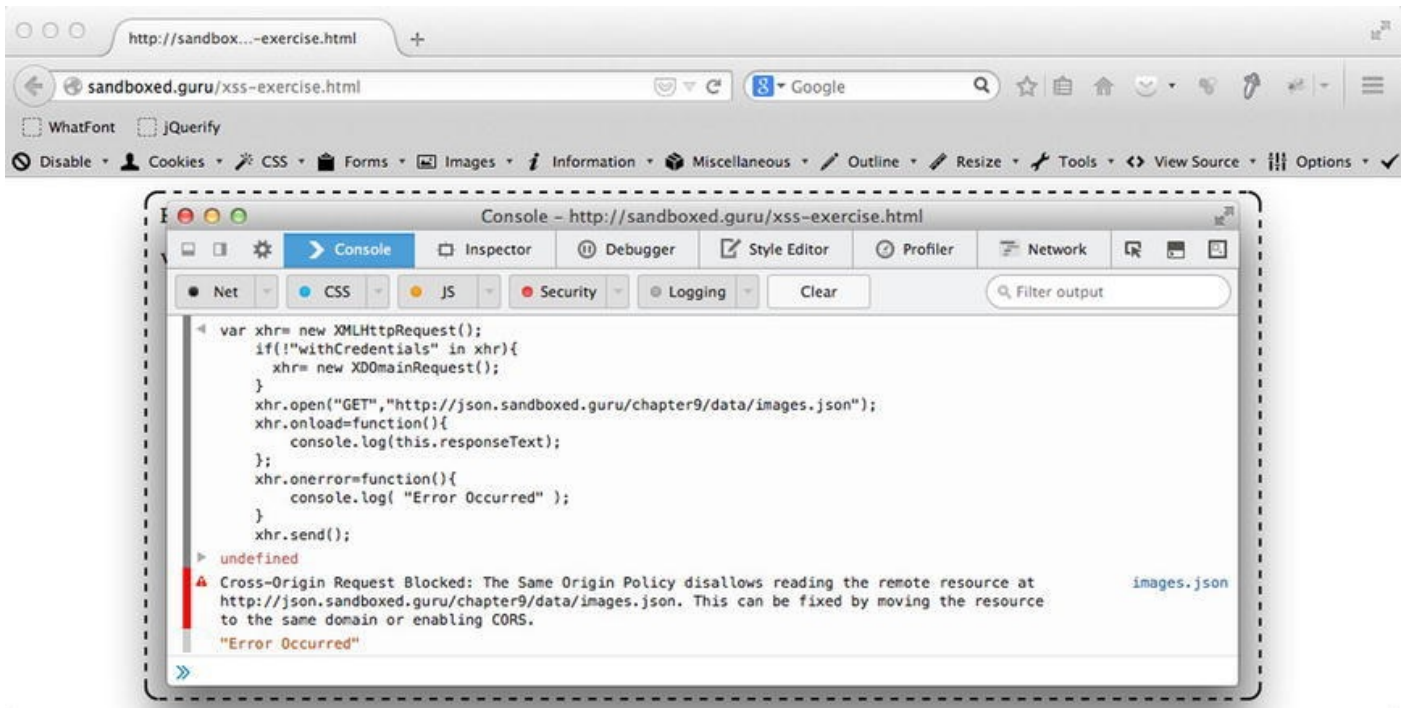 http://sandbox...-exercise.html
sandboxed.guru/xss-exercise.html
Google
WhatFont
jQuerify
Disable CSS Cookies Forms Images Information Miscellaneous Outline Resize Tools View Source Options
Console - http://sandboxed.guru/xss-exercise.html
Console Inspector Debugger Style Editor Profiler Network
Net CSS JS Security Logging Clear Filter output
var xhr= new XMLHttpRequest();
if(!"withCredentials" in xhr){
xhr= new XDOmainRequest();
}
xhr.open("GET","http://json.sandboxed.guru/chapter9/data/images.json");
xhr.onload=function(){
console.log(this.responseText);
};
xhr.onerror=function(){
console.log( "Error Occurred" );
}
xhr.send();
undefined
Cross-Origin Request Blocked: The Same Origin Policy disallows reading the remote resource at images.json
http://json.sandboxed.guru/chapter9/data/images.json. This can be fixed by moving the resource
to the same domain or enabling CORS.
"Error Occurred"